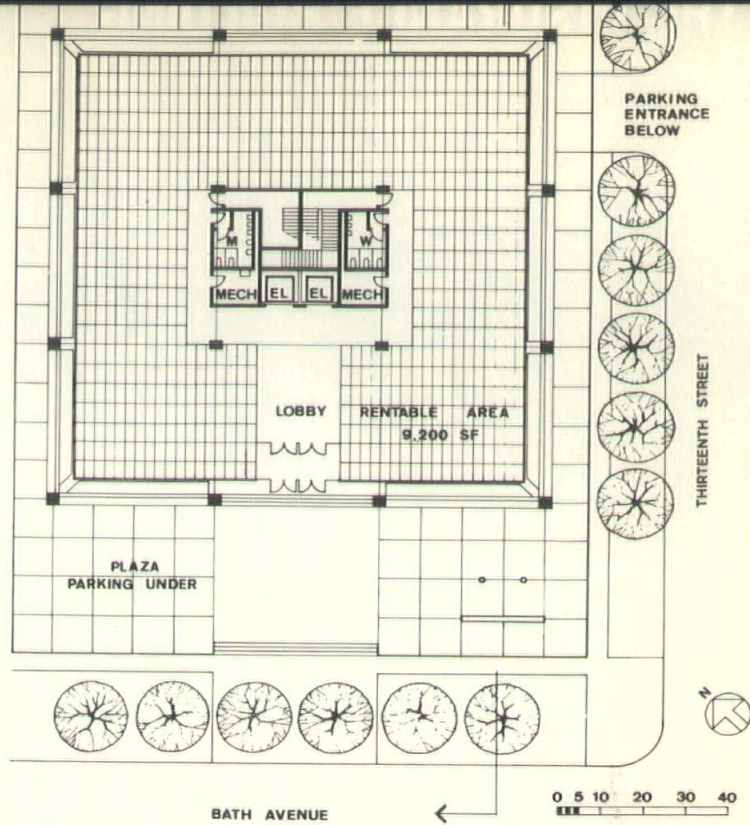 PARKING
ENTRANCE
BELOW
M
W
MECH
EL
EL
MECH
LOBBY
RENTABLE AREA
9,200 SF
THIRTEENTH STREET
PLAZA
PARKING UNDER
N
0 5 10 20 30 40
BATH AVENUE